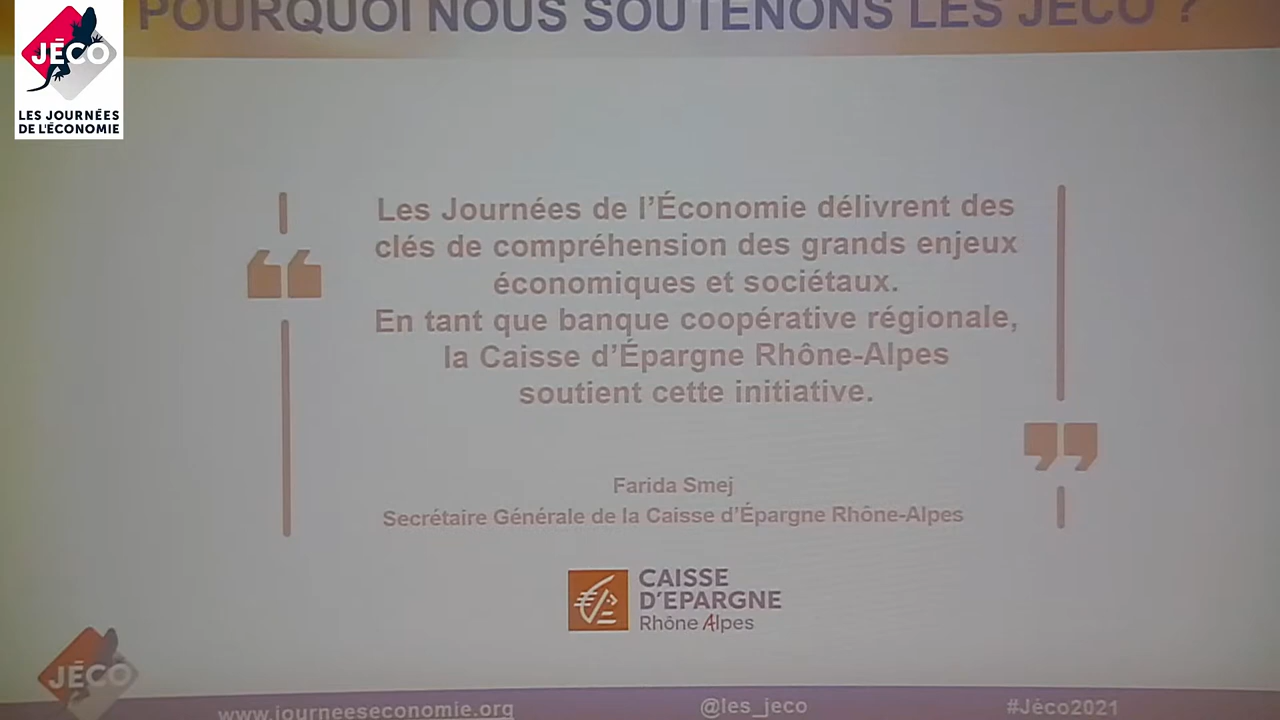 POURQUOI NOUS SOUTENONS LES JÉCO ?
JÉCO
LES JOURNÉES
DE L'ÉCONOMIE
Les Journées de l’Économie délivrent des
clés de compréhension des grands enjeux
économiques et sociétaux.
En tant que banque coopérative régionale,
la Caisse d’Épargne Rhône-Alpes
soutient cette initiative.
Farida Smej
Secrétaire Générale de la Caisse d’Épargne Rhône-Alpes
CAISSE
D'EPARGNE
Rhône Alpes
JÉCO
www.journeeseconomie.org
@les_jeco
#Jéco2021